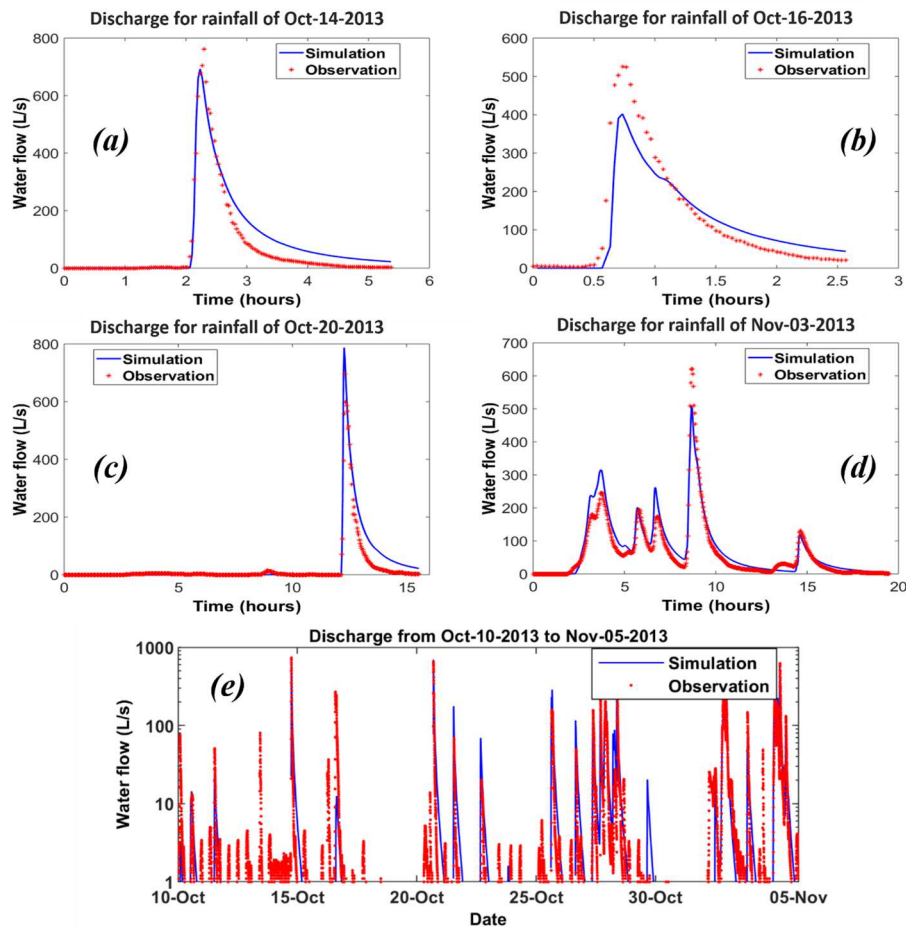 Discharge for rainfall of Oct-14-2013
800
600
400
200
0
Water flow (L/s)
Simulation
Observation
(a)
0 1 2 3 4 5 6
Time (hours)
Discharge for rainfall of Oct-16-2013
600
500
400
300
200
100
0
Water flow (L/s)
Simulation
Observation
(b)
0 0.5 1 1.5 2 2.5 3
Time (hours)
Discharge for rainfall of Oct-20-2013
800
600
400
200
0
Water flow (L/s)
Simulation
Observation
(c)
0 5 10 15
Time (hours)
Discharge for rainfall of Nov-03-2013
700
600
500
400
300
200
100
0
Water flow (L/s)
Simulation
Observation
(d)
0 5 10 15 20
Time (hours)
Discharge from Oct-10-2013 to Nov-05-2013
1000
100
10
1
Water flow (L/s)
Simulation
Observation
(e)
10-Oct 15-Oct 20-Oct 25-Oct 30-Oct 05-Nov
Date